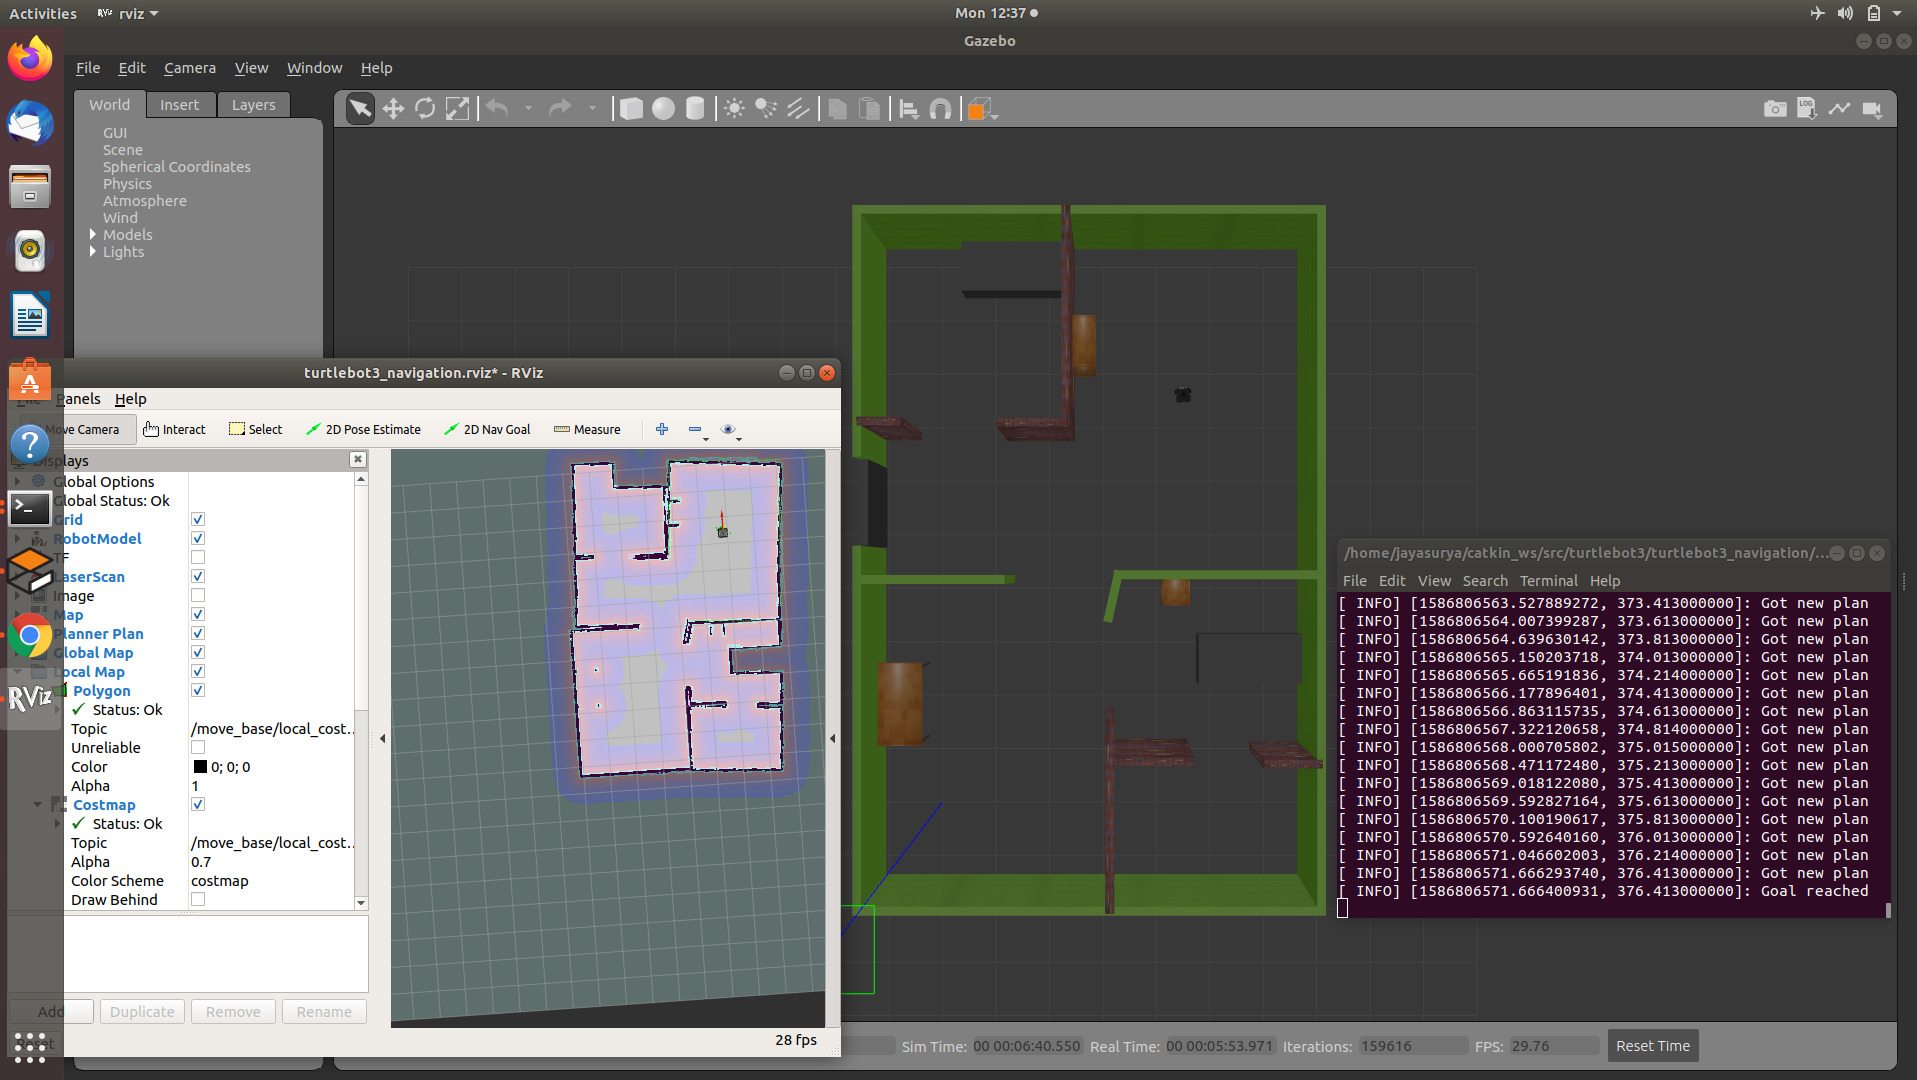 Activities
RViz rviz
Mon 12:37
Gazebo
File Edit Camera View Window Help
World Insert Layers
GUI
Scene
Spherical Coordinates
Physics
Atmosphere
Wind
Models
Lights
LOG
turtlebot3_navigation.rviz* - RViz
File Panels Help
Move Camera Interact Select 2D Pose Estimate 2D Nav Goal Measure
Displays
Global Options
Global Status: Ok
Grid
RobotModel
TF
LaserScan
Image
Map
Planner Plan
Global Map
Local Map
Polygon
Status: Ok
Topic /move_base/local_cost...
Unreliable
Color 0; 0; 0
Alpha 1
Costmap
Status: Ok
Topic /move_base/local_cost...
Alpha 0.7
Color Scheme costmap
Draw Behind
Add Duplicate Remove Rename
Reset
28 fps
RViz
/home/jayasurya/catkin_ws/src/turtlebot3/turtlebot3_navigation/...
File Edit View Search Terminal Help
[ INFO] [1586806563.527889272, 373.413000000]: Got new plan
[ INFO] [1586806564.007399287, 373.613000000]: Got new plan
[ INFO] [1586806564.639630142, 373.813000000]: Got new plan
[ INFO] [1586806565.150203718, 374.013000000]: Got new plan
[ INFO] [1586806565.665191836, 374.214000000]: Got new plan
[ INFO] [1586806566.177896401, 374.413000000]: Got new plan
[ INFO] [1586806566.863115735, 374.613000000]: Got new plan
[ INFO] [1586806567.322120658, 374.814000000]: Got new plan
[ INFO] [1586806568.000705802, 375.015000000]: Got new plan
[ INFO] [1586806568.471172480, 375.213000000]: Got new plan
[ INFO] [1586806569.018122080, 375.413000000]: Got new plan
[ INFO] [1586806569.592827164, 375.613000000]: Got new plan
[ INFO] [1586806570.100190617, 375.813000000]: Got new plan
[ INFO] [1586806570.592640160, 376.013000000]: Got new plan
[ INFO] [1586806571.046602003, 376.214000000]: Got new plan
[ INFO] [1586806571.666293740, 376.413000000]: Got new plan
[ INFO] [1586806571.666400931, 376.413000000]: Goal reached
Sim Time: 00 00:06:40.550 Real Time: 00 00:05:53.971 Iterations: 159616 FPS: 29.76 Reset Time